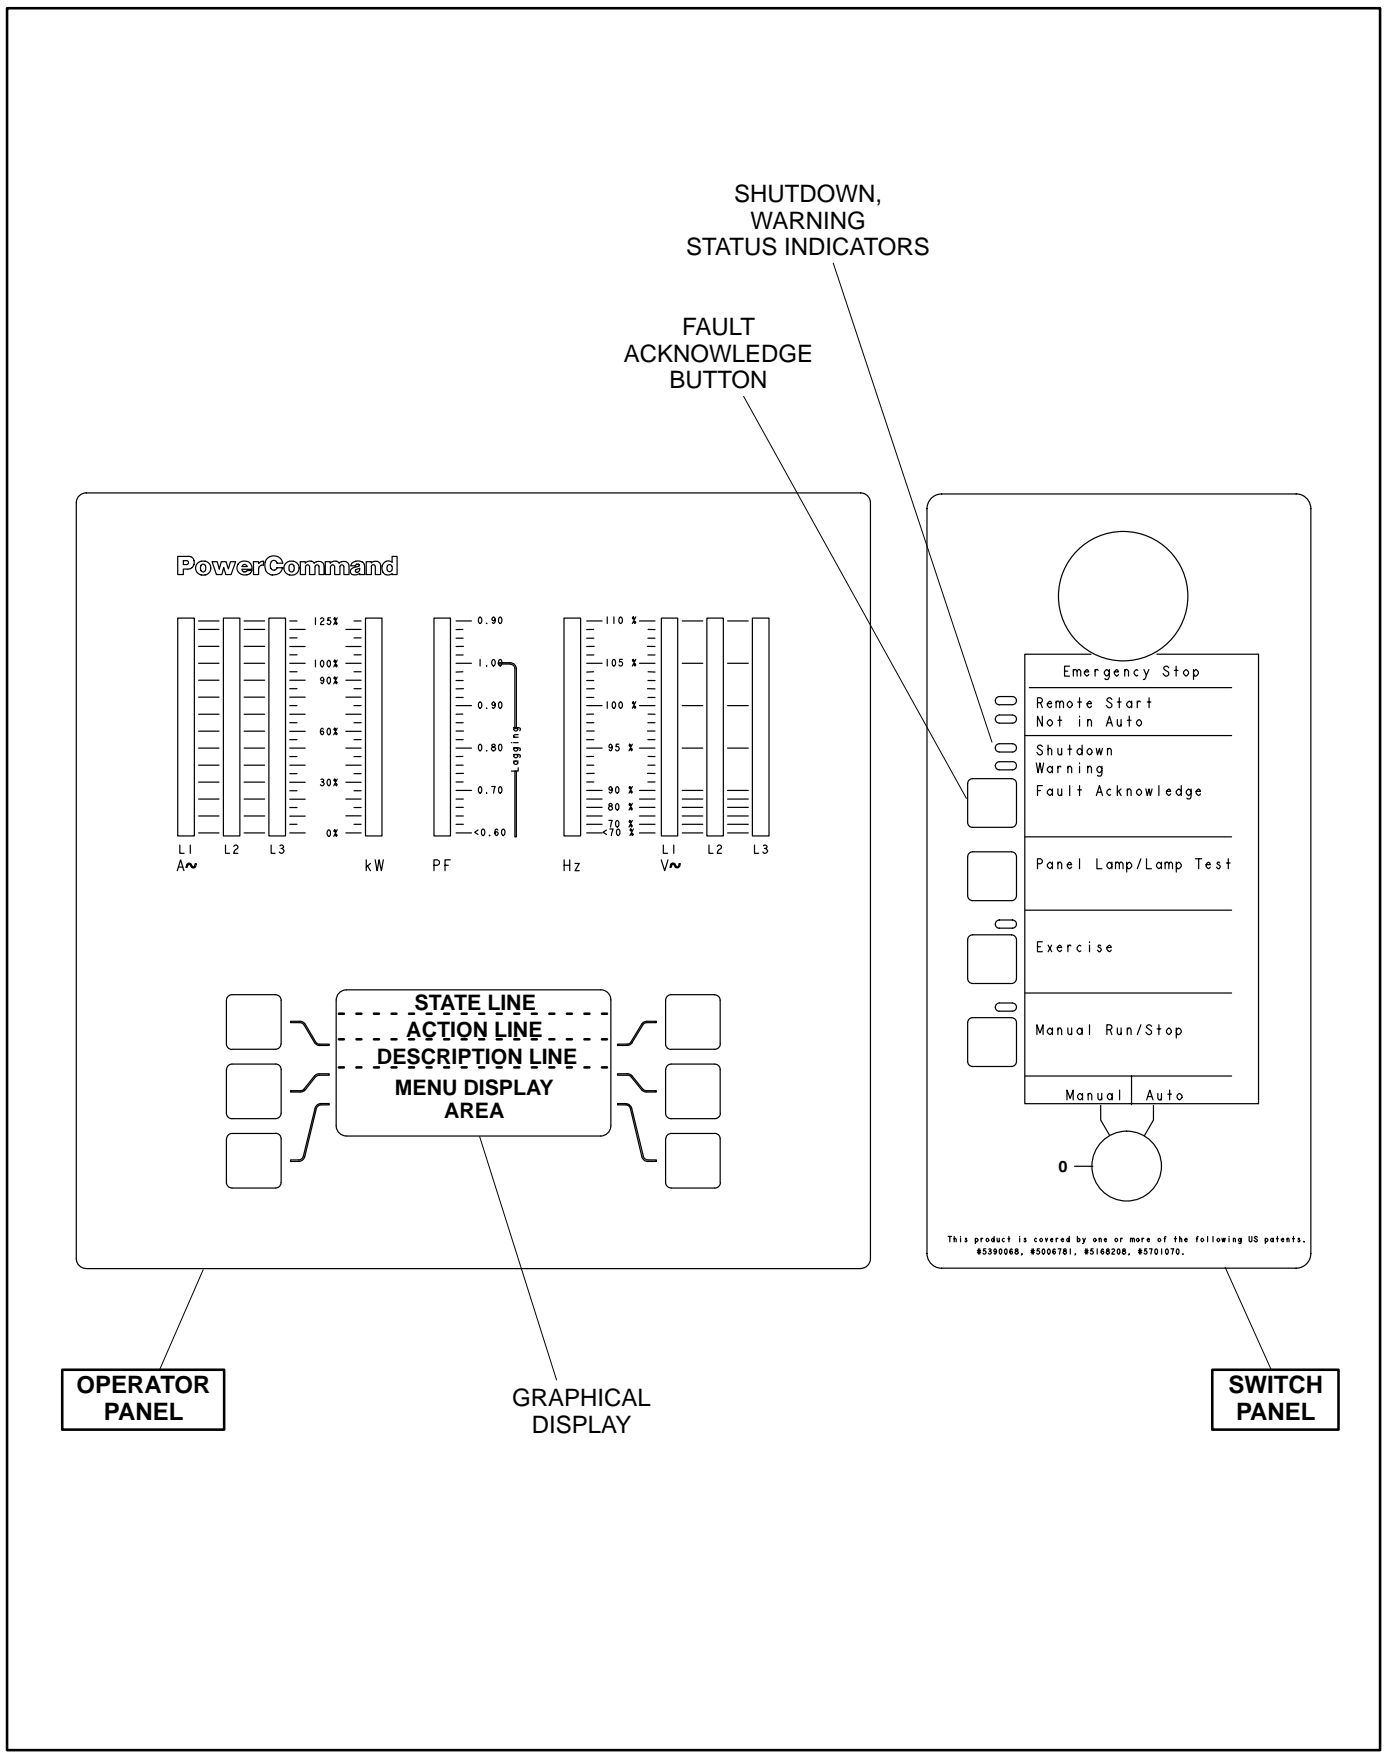 SHUTDOWN,
WARNING
STATUS INDICATORS
FAULT
ACKNOWLEDGE
BUTTON
PowerCommand
125%
100%
90%
60%
30%
0%
L1 L2 L3
A~ kW
0.90
1.00
0.90
0.80
0.70
<0.60
Lagging
PF
110 %
105 %
100 %
95 %
90 %
80 %
70 %
<70 %
L1 L2 L3
Hz V~
STATE LINE
ACTION LINE
DESCRIPTION LINE
MENU DISPLAY
AREA
Emergency Stop
Remote Start
Not in Auto
Shutdown
Warning
Fault Acknowledge
Panel Lamp/Lamp Test
Exercise
Manual Run/Stop
Manual Auto
0
This product is covered by one or more of the following US patents.
#5390068, #5006781, #5168208, #5701070.
OPERATOR
PANEL
GRAPHICAL
DISPLAY
SWITCH
PANEL